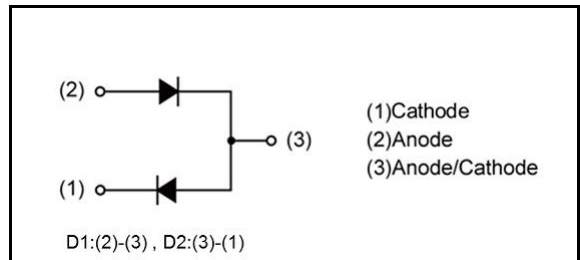 (2)
(1)Cathode
(2)Anode
(3)
(3)Anode/Cathode
(1)
D1:(2)-(3) , D2:(3)-(1)